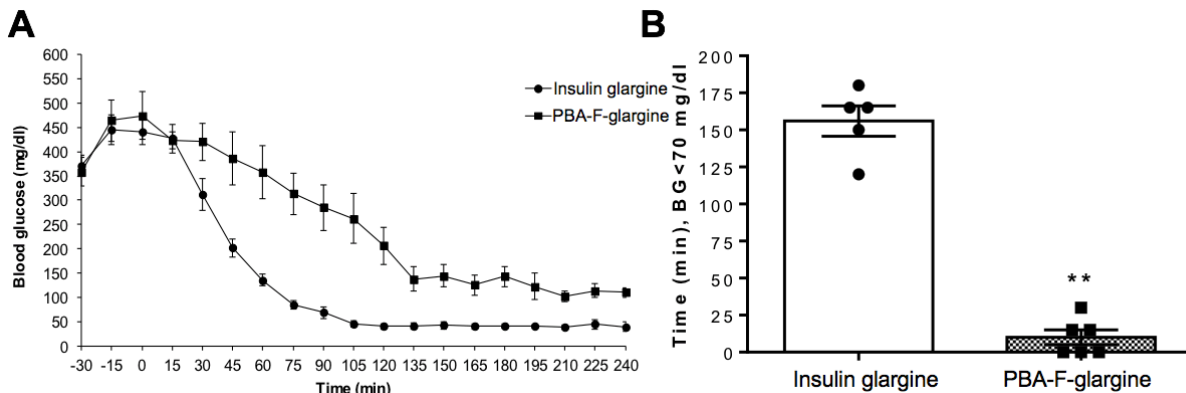 A
600
550
500
450
400
350
300
250
200
150
100
50
0
Blood glucose (mg/dl)
-30 -15 0 15 30 45 60 75 90 105 120 135 150 165 180 195 210 225 240
Time (min)
Insulin glargine
PBA-F-glargine
B
200
175
150
125
100
75
50
25
0
Time (min), BG<70 mg/dl
**
Insulin glargine PBA-F-glargine